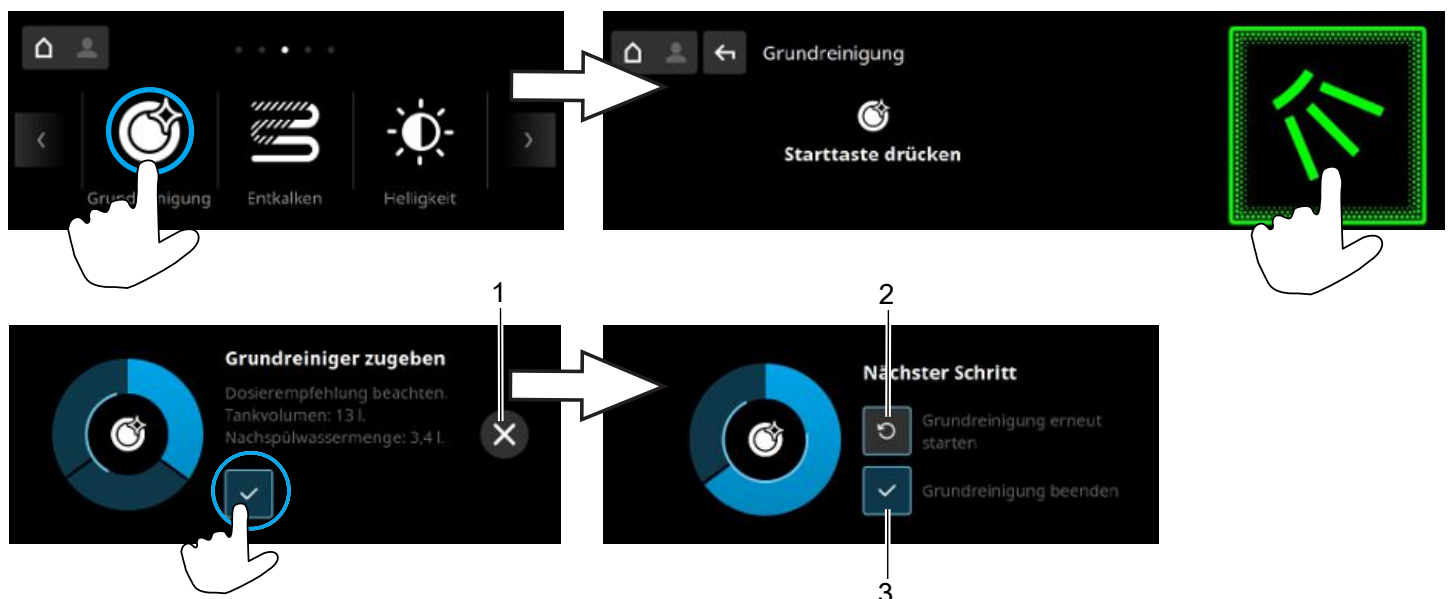 Grundreinigung
Entkalken
Helligkeit
Grundreinigung
Starttaste drücken
1
2
Grundreiniger zugeben
Dosierempfehlung beachten.
Tankvolumen: 13 l.
Nachspülwassermenge: 3,4 l.
Nächster Schritt
Grundreinigung erneut
starten
Grundreinigung beenden
3